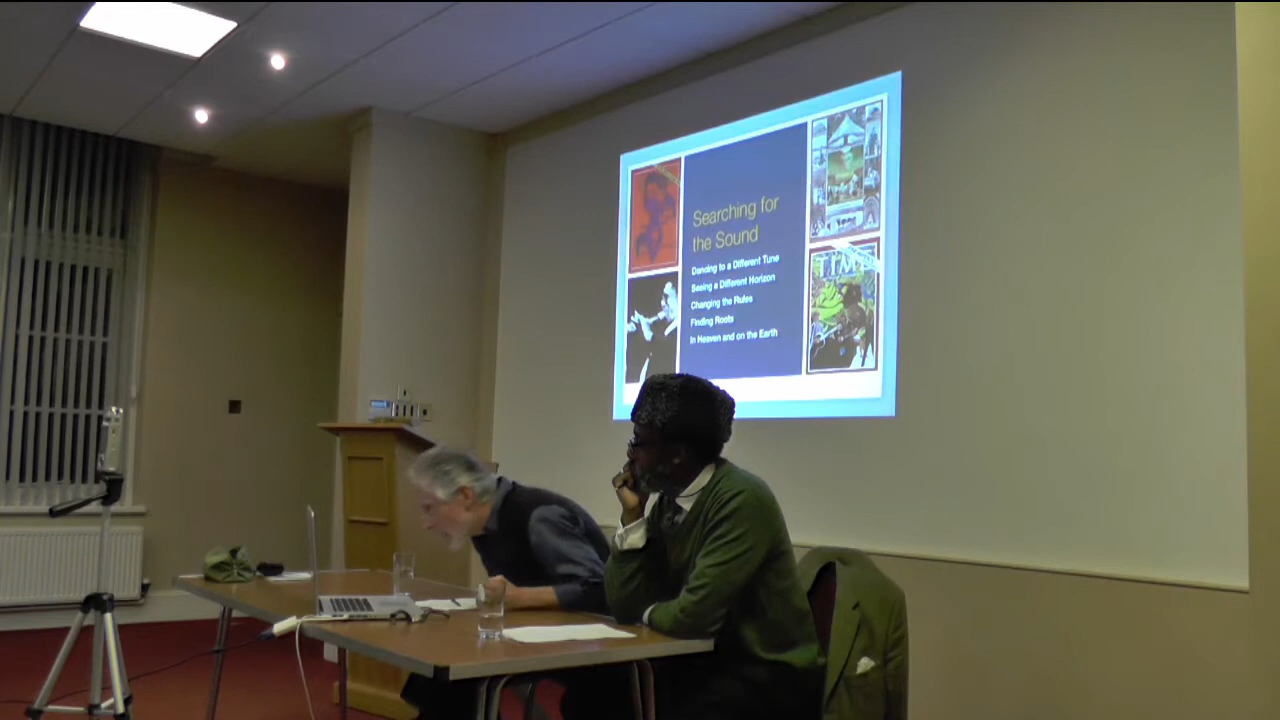 Searching for
the Sound
Dancing to a Different Tune
Seeing a Different Horizon
Changing the Rules
Finding Roots
In Heaven and on the Earth
TIME